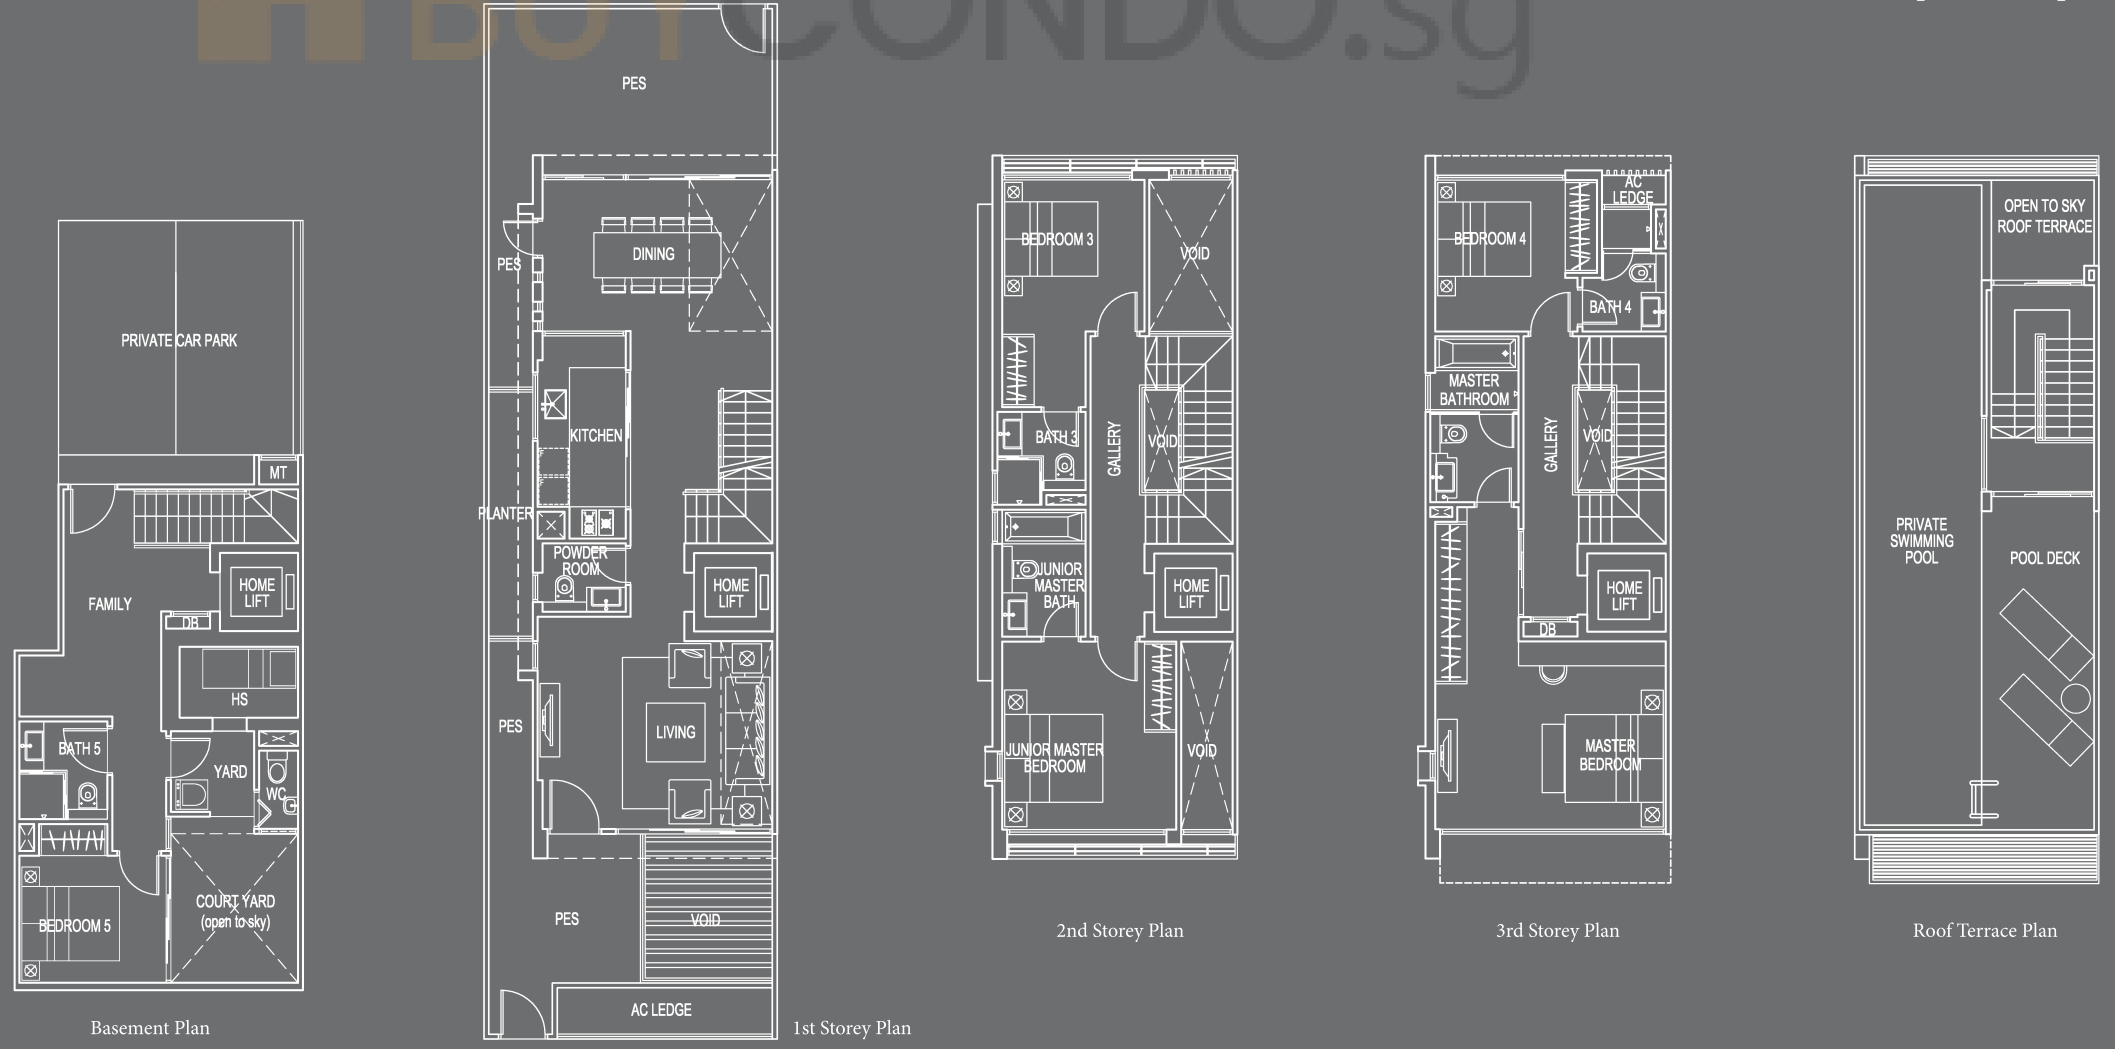 BUYCONDO.sg
PRIVATE CAR PARK
MT
FAMILY
HOME
LIFT
DB
HS
BATH 5
YARD
WC
COURT YARD
(open to sky)
BEDROOM 5
Basement Plan
PES
DINING
PES
KITCHEN
PLANTER
POWDER
ROOM
HOME
LIFT
PES
LIVING
PES
VOID
AC LEDGE
1st Storey Plan
BEDROOM 3
VOID
BATH 3
GALLERY
VOID
JUNIOR
MASTER
BATH
HOME
LIFT
JUNIOR MASTER
BEDROOM
VOID
2nd Storey Plan
AC
LEDGE
BEDROOM 4
BATH 4
MASTER
BATHROOM
GALLERY
VOID
HOME
LIFT
DB
MASTER
BEDROOM
3rd Storey Plan
OPEN TO SKY
ROOF TERRACE
PRIVATE
SWIMMING
POOL
POOL DECK
Roof Terrace Plan